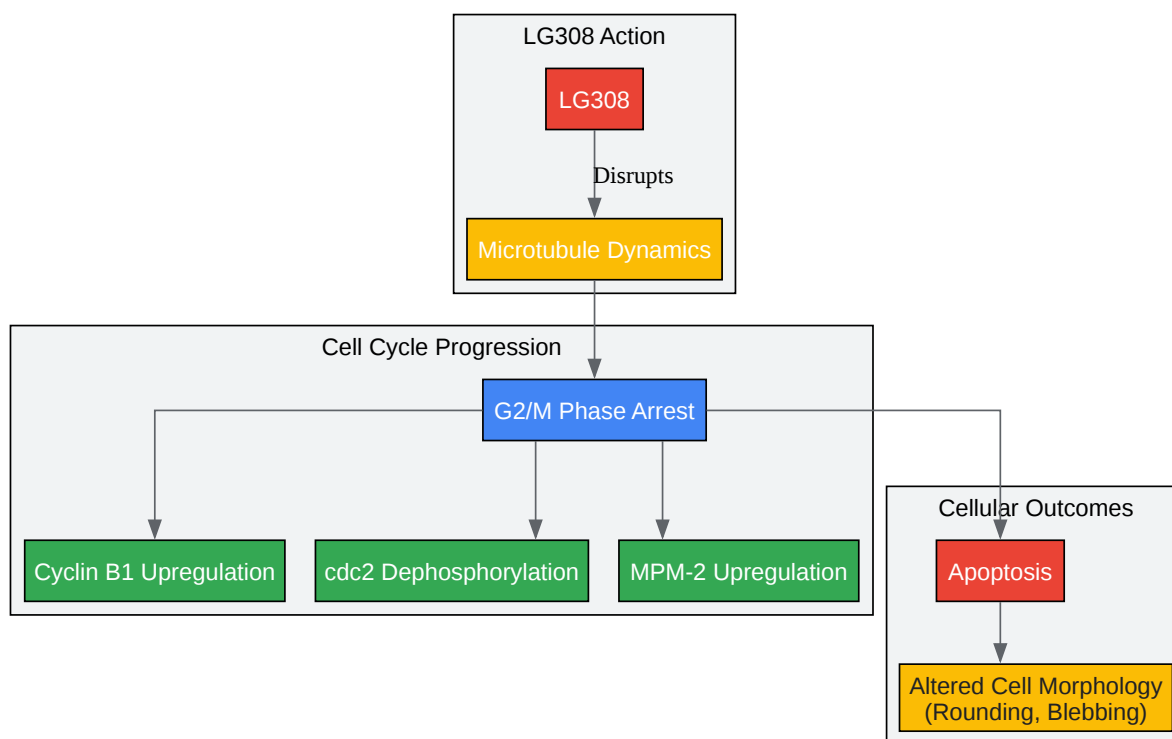 LG308 Action
LG308
Disrupts
Microtubule Dynamics
Cell Cycle Progression
G2/M Phase Arrest
Cyclin B1 Upregulation
cdc2 Dephosphorylation
MPM-2 Upregulation
Cellular Outcomes
Apoptosis
Altered Cell Morphology
(Rounding, Blebbing)